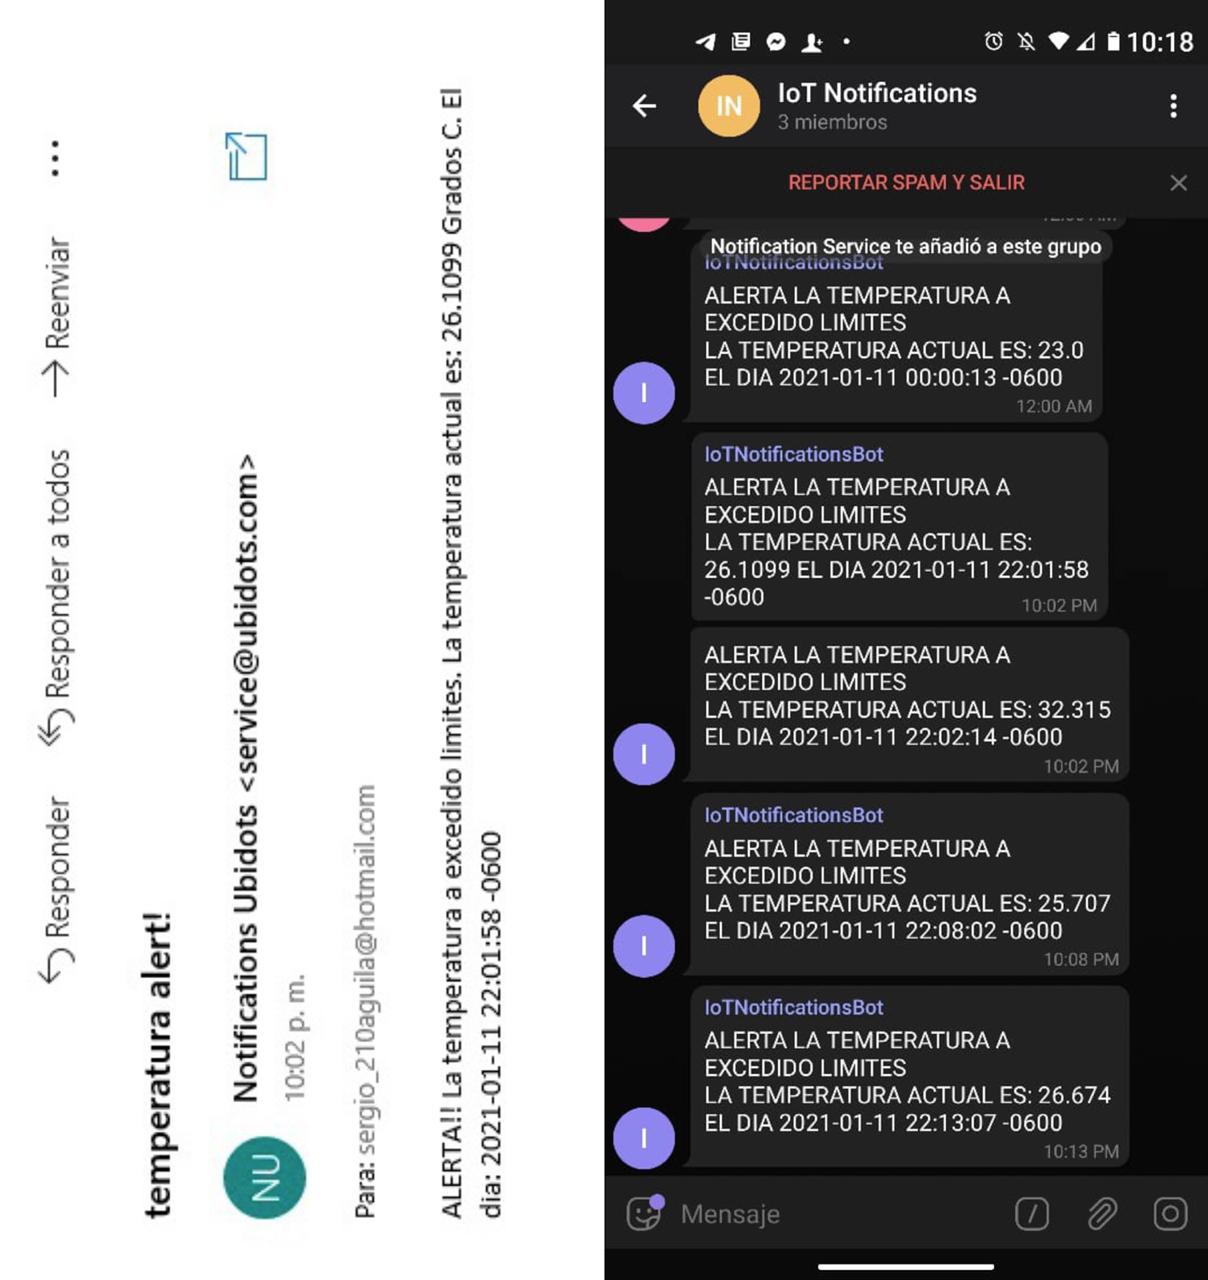 Responder Responder a todos Reenviar ...
temperatura alert!
NU
Notifications Ubidots <service@ubidots.com>
10:02 p. m.
Para: sergio_210aguila@hotmail.com
ALERTA!! La temperatura a excedido limites. La temperatura actual es: 26.1099 Grados C. El
dia: 2021-01-11 22:01:58 -0600
10:18
IN
IoT Notifications
3 miembros
REPORTAR SPAM Y SALIR
Notification Service te añadió a este grupo
IoTNotificationsBot
ALERTA LA TEMPERATURA A
EXCEDIDO LIMITES
LA TEMPERATURA ACTUAL ES: 23.0
EL DIA 2021-01-11 00:00:13 -0600
12:00 AM
I
IoTNotificationsBot
ALERTA LA TEMPERATURA A
EXCEDIDO LIMITES
LA TEMPERATURA ACTUAL ES:
26.1099 EL DIA 2021-01-11 22:01:58
-0600
10:02 PM
ALERTA LA TEMPERATURA A
EXCEDIDO LIMITES
LA TEMPERATURA ACTUAL ES: 32.315
EL DIA 2021-01-11 22:02:14 -0600
10:02 PM
I
IoTNotificationsBot
ALERTA LA TEMPERATURA A
EXCEDIDO LIMITES
LA TEMPERATURA ACTUAL ES: 25.707
EL DIA 2021-01-11 22:08:02 -0600
10:08 PM
I
IoTNotificationsBot
ALERTA LA TEMPERATURA A
EXCEDIDO LIMITES
LA TEMPERATURA ACTUAL ES: 26.674
EL DIA 2021-01-11 22:13:07 -0600
10:13 PM
I
Mensaje